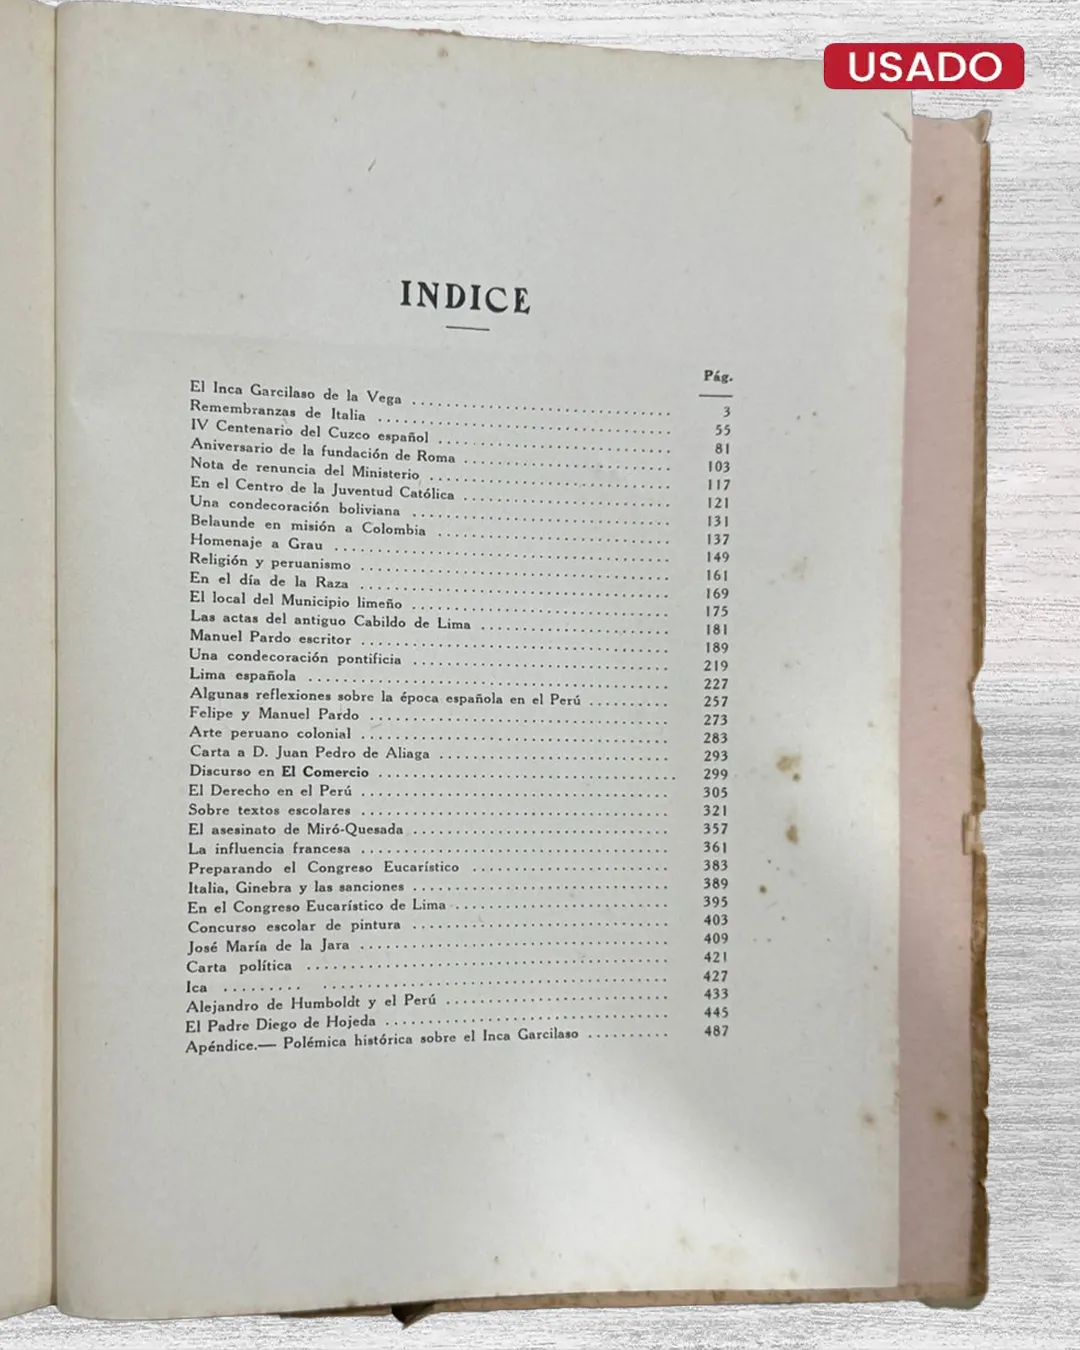 USADO
INDICE
Pág.
El Inca Garcilaso de la Vega .............................. 3
Remembranzas de Italia .............................. 55
IV Centenario del Cuzco español .............................. 81
Aniversario de la fundación de Roma .............................. 103
Nota de renuncia del Ministerio .............................. 117
En el Centro de la Juventud Católica .............................. 121
Una condecoración boliviana .............................. 131
Belaunde en misión a Colombia .............................. 137
Homenaje a Grau .............................. 149
Religión y peruanismo .............................. 161
En el día de la Raza .............................. 169
El local del Municipio limeño .............................. 175
Las actas del antiguo Cabildo de Lima .............................. 181
Manuel Pardo escritor .............................. 189
Una condecoración pontificia .............................. 219
Lima española .............................. 227
Algunas reflexiones sobre la época española en el Perú .......... 257
Felipe y Manuel Pardo .............................. 273
Arte peruano colonial .............................. 283
Carta a D. Juan Pedro de Aliaga .............................. 293
Discurso en El Comercio .............................. 299
El Derecho en el Perú .............................. 305
Sobre textos escolares .............................. 321
El asesinato de Miró-Quesada .............................. 357
La influencia francesa .............................. 361
Preparando el Congreso Eucarístico .............................. 383
Italia, Ginebra y las sanciones .............................. 389
En el Congreso Eucarístico de Lima .............................. 395
Concurso escolar de pintura .............................. 403
José María de la Jara .............................. 409
Carta política .............................. 421
Ica .............................. 427
Alejandro de Humboldt y el Perú .............................. 433
El Padre Diego de Hojeda .............................. 445
Apéndice.— Polémica histórica sobre el Inca Garcilaso .......... 487